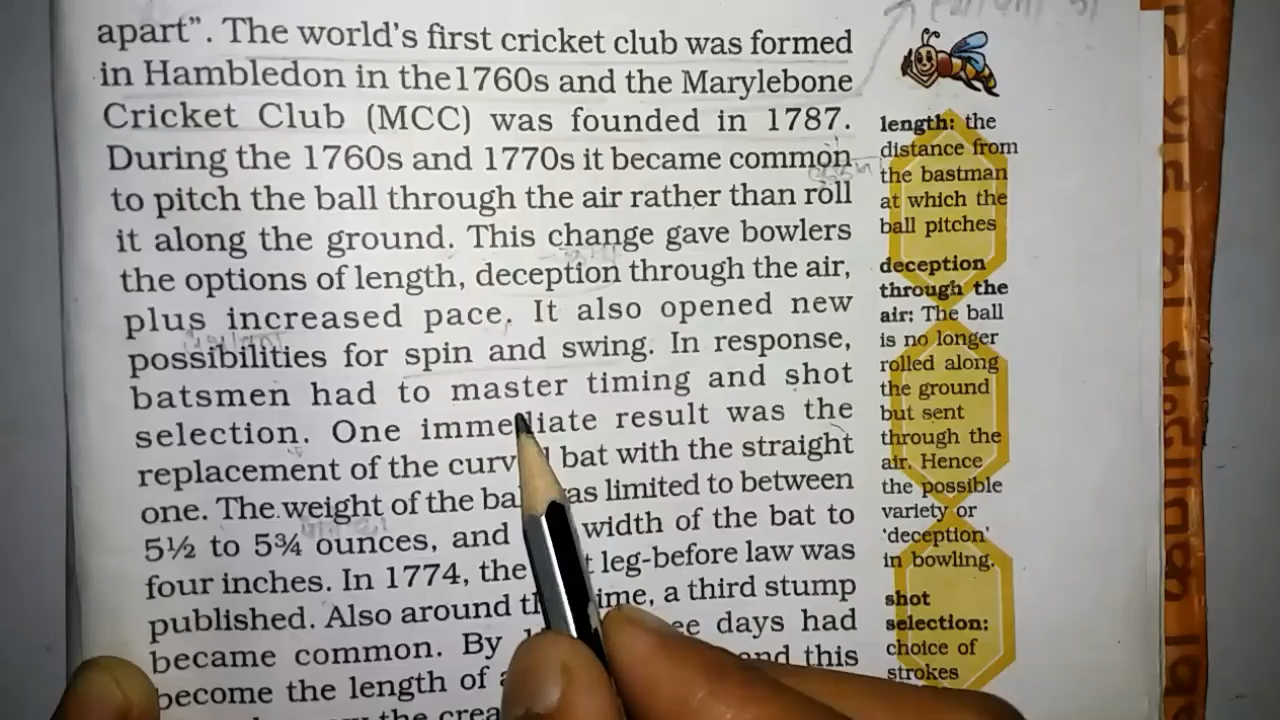 apart”. The world’s first cricket club was formed
in Hambledon in the1760s and the Marylebone
Cricket Club (MCC) was founded in 1787.
During the 1760s and 1770s it became common
to pitch the ball through the air rather than roll
it along the ground. This change gave bowlers
the options of length, deception through the air,
plus increased pace. It also opened new
possibilities for spin and swing. In response,
batsmen had to master timing and shot
selection. One immediate result was the
replacement of the curv bat with the straight
one. The weight of the ba as limited to between
5½ to 5¾ ounces, and width of the bat to
four inches. In 1774, the t leg-before law was
published. Also around t ime, a third stump
became common. By ee days had
become the length of and this
the crea
length: the
distance from
the bastman
at which the
ball pitches
deception
through the
air: The ball
is no longer
rolled along
the ground
but sent
through the
air. Hence
the possible
variety or
‘deception’
in bowling.
shot
selection:
choice of
strokes